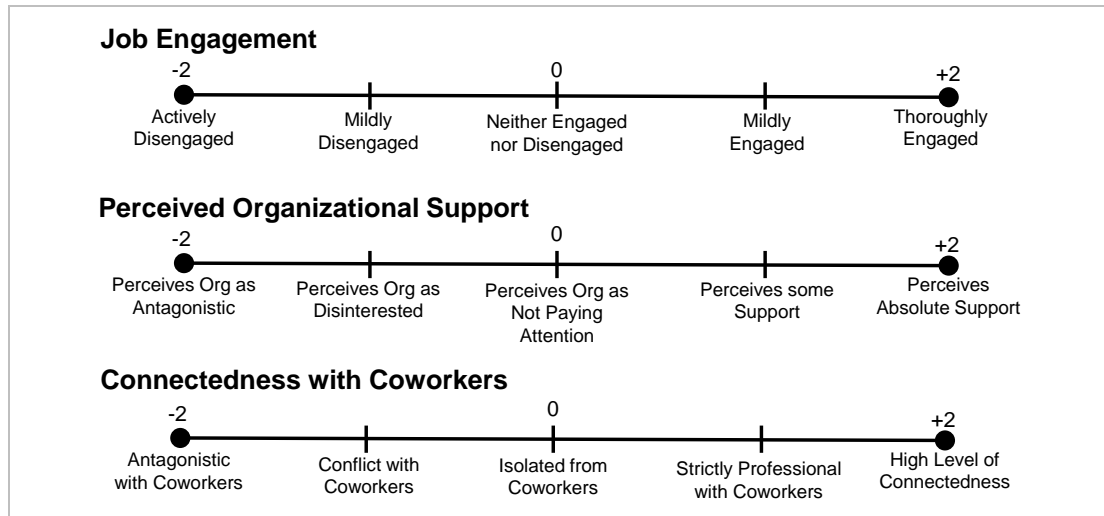 Job Engagement
-2 0 +2
Actively Disengaged
Mildly Disengaged
Neither Engaged nor Disengaged
Mildly Engaged
Thoroughly Engaged
Perceived Organizational Support
-2 0 +2
Perceives Org as Antagonistic
Perceives Org as Disinterested
Perceives Org as Not Paying Attention
Perceives some Support
Perceives Absolute Support
Connectedness with Coworkers
-2 0 +2
Antagonistic with Coworkers
Conflict with Coworkers
Isolated from Coworkers
Strictly Professional with Coworkers
High Level of Connectedness